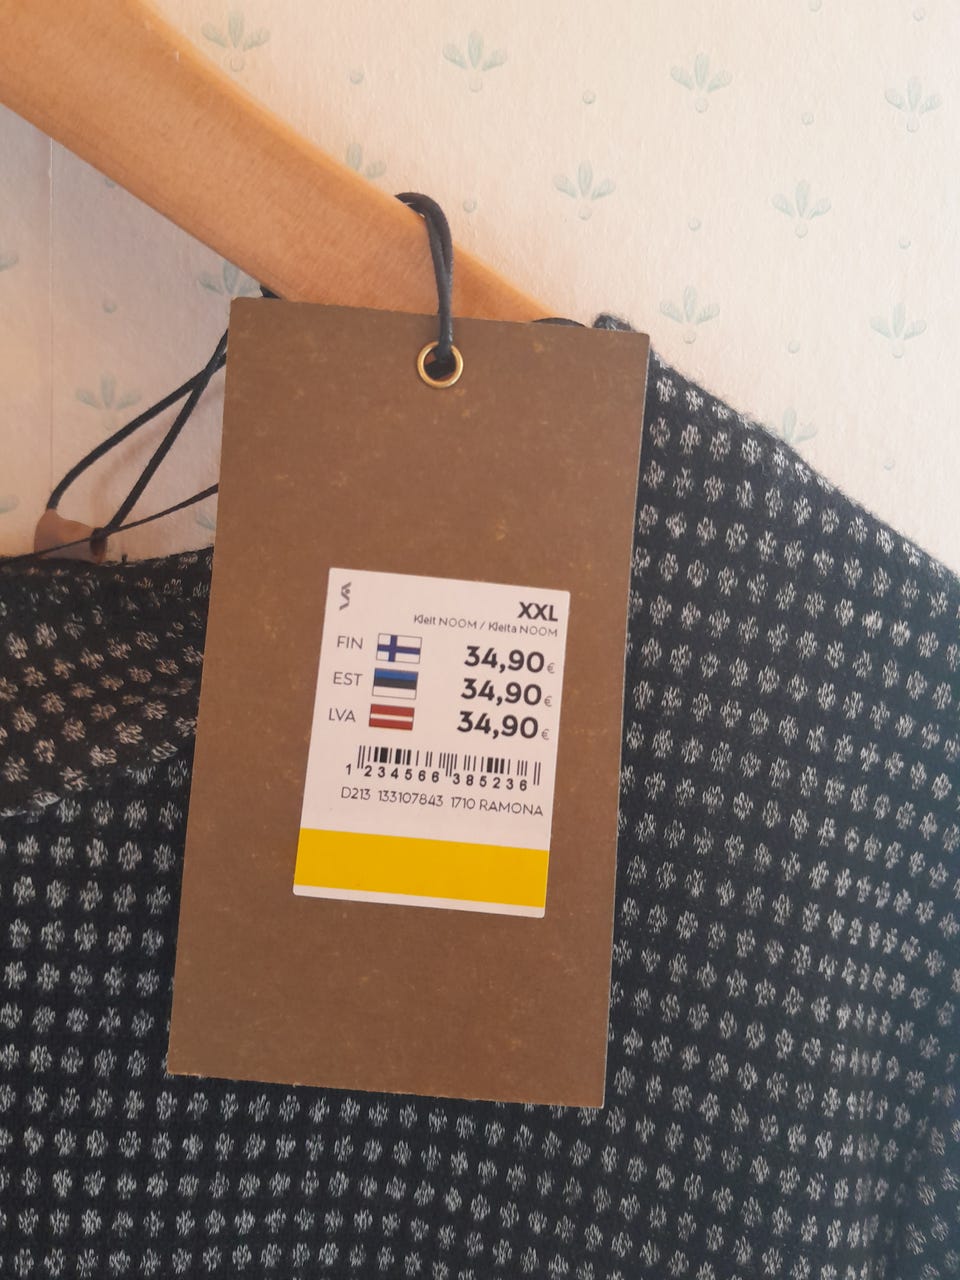 XXL
Kleit NOOM / Kleita NOOM
FIN 34,90€
EST 34,90€
LVA 34,90€
1 234566 385236
D213 133107843 1710 RAMONA